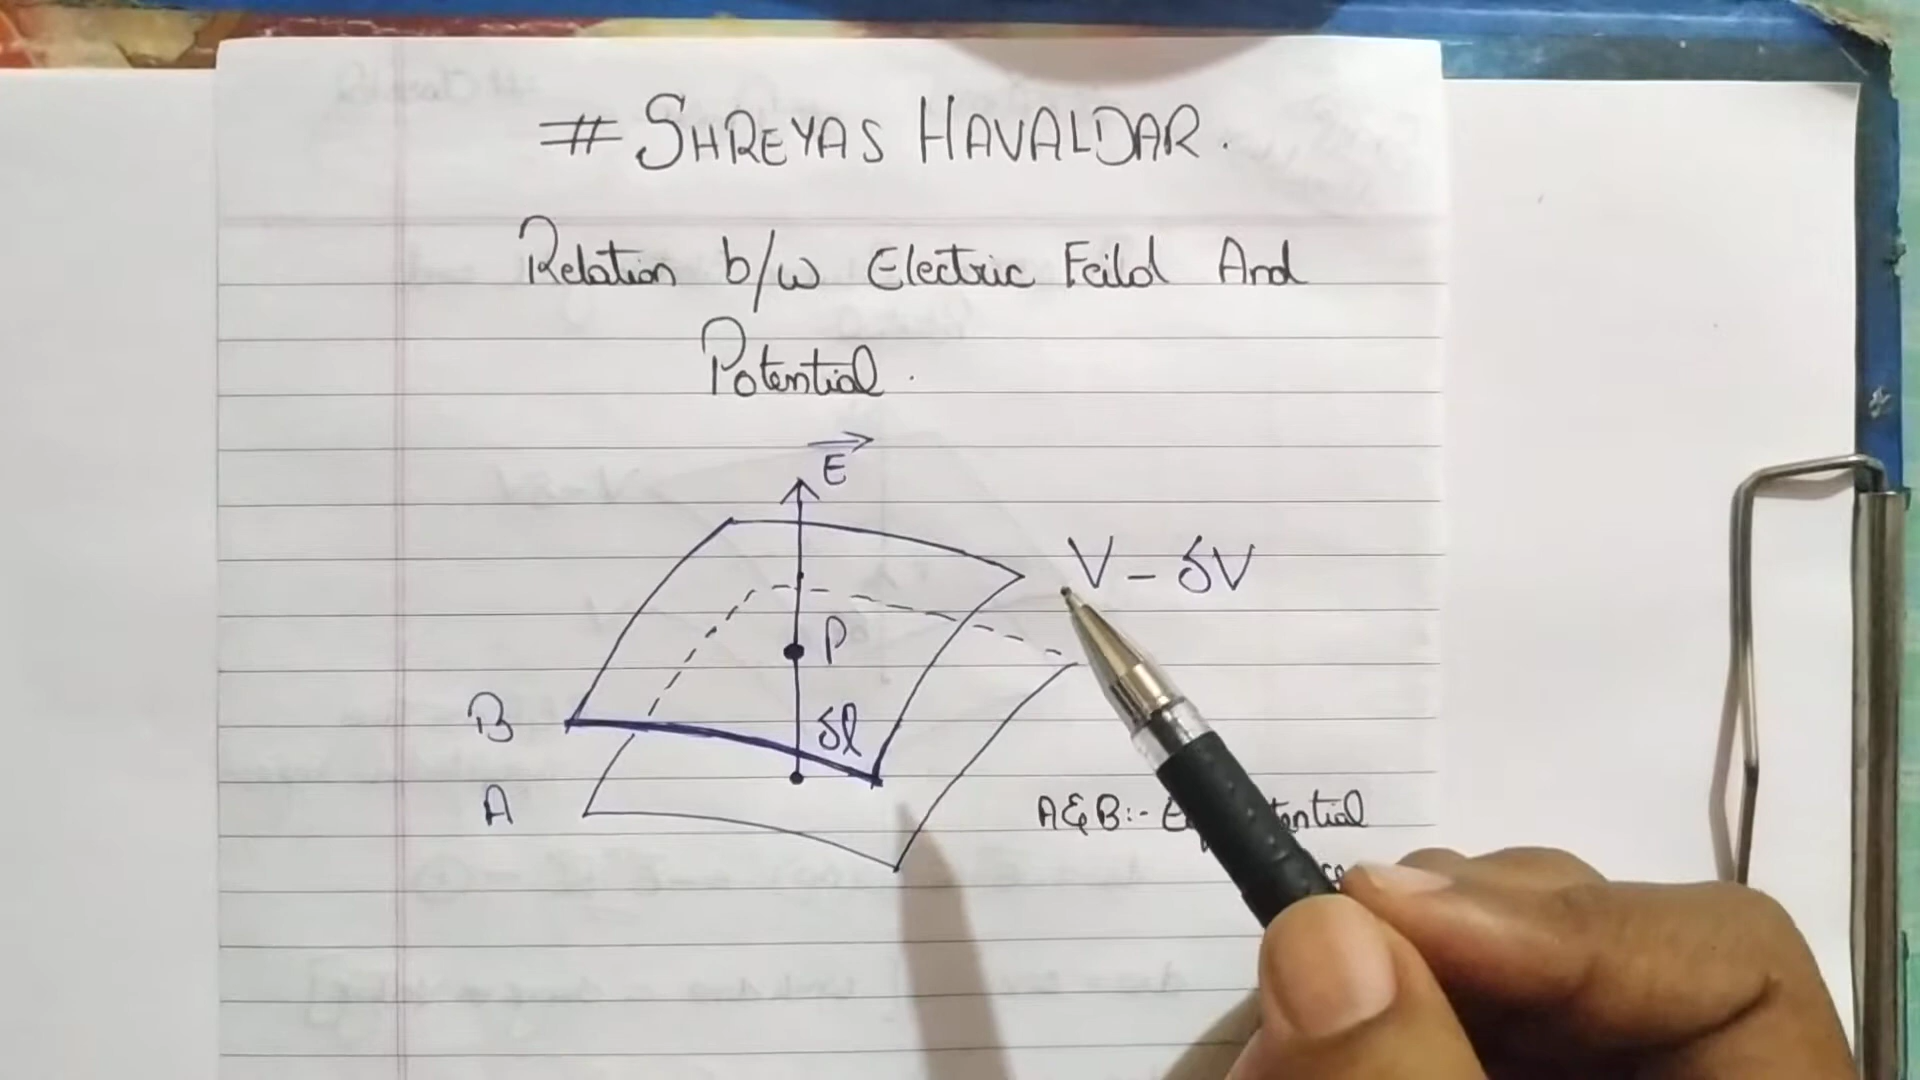 # SHREYAS HAVALDAR.
Relation b/w Electric Feild And
Potential.
E
V - δV
P
B
δl
A
A & B:-